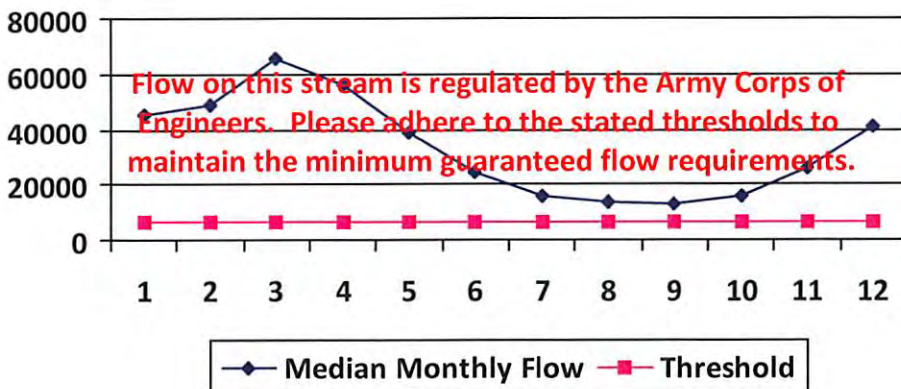 80000
60000
40000
20000
0
Flow on this stream is regulated by the Army Corps of
Engineers. Please adhere to the stated thresholds to
maintain the minimum guaranteed flow requirements.
1 2 3 4 5 6 7 8 9 10 11 12
Median Monthly Flow Threshold